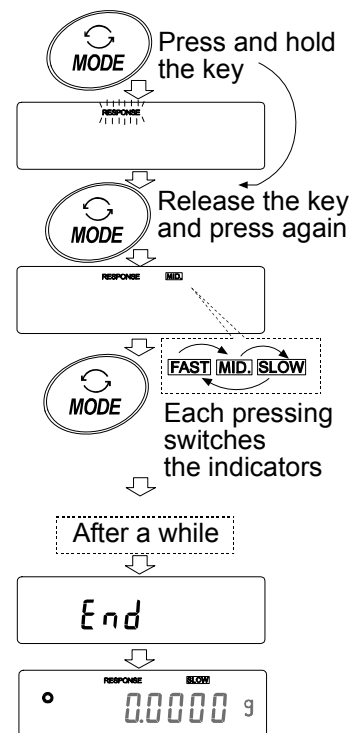 MODE
Press and hold
the key
RESPONSE
MODE
Release the key
and press again
RESPONSE MID.
FAST MID. SLOW
MODE
Each pressing
switches
the indicators
After a while
End
RESPONSE SLOW
0.0000 g